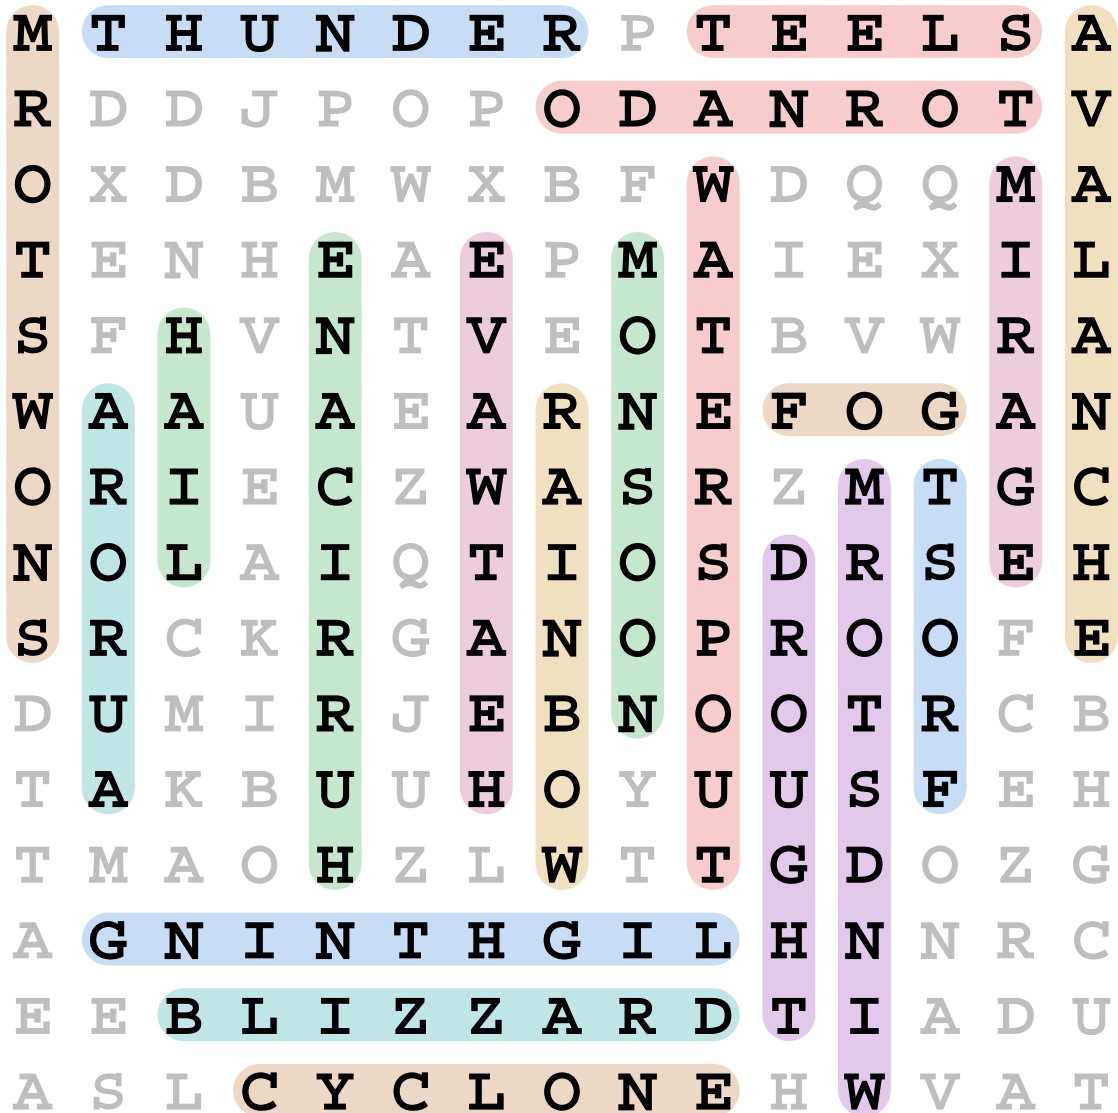 M T H U N D E R P T E E L S A
R D D J P O P O D A N R O T V
O X D B M W X B F W D Q Q M A
T E N H E A E P M A I E X I L
S F H V N T V E O T B V W R A
W A A U A E A R N E F O G A N
O R I E C Z W A S R Z M T G C
N O L A I Q T I O S D R S E H
S R C K R G A N O P R O O F E
D U M I R J E B N O O T R C B
T A K B U U H O Y U U S F E H
T M A O H Z L W T T G D O Z G
A G N I N T H G I L H N N R C
E E B L I Z Z A R D T I A D U
A S L C Y C L O N E H W V A T